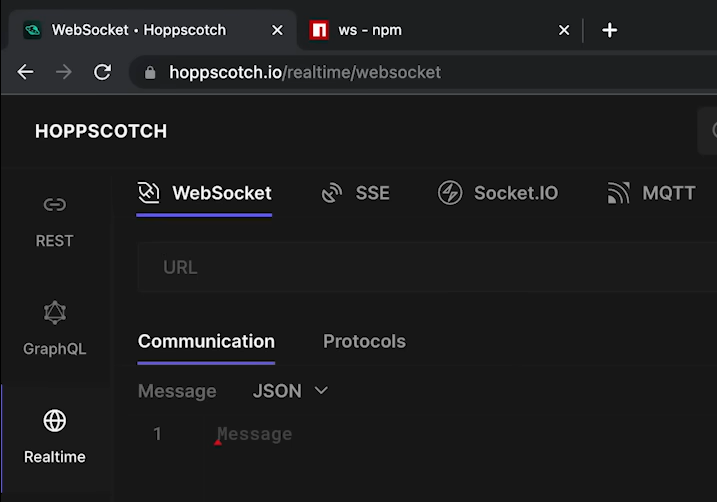 WebSocket • Hoppscotch
ws - npm
hoppscotch.io/realtime/websocket
HOPPSCOTCH
WebSocket SSE Socket.IO MQTT
REST
URL
GraphQL
Communication Protocols
Message JSON
1 Message
Realtime